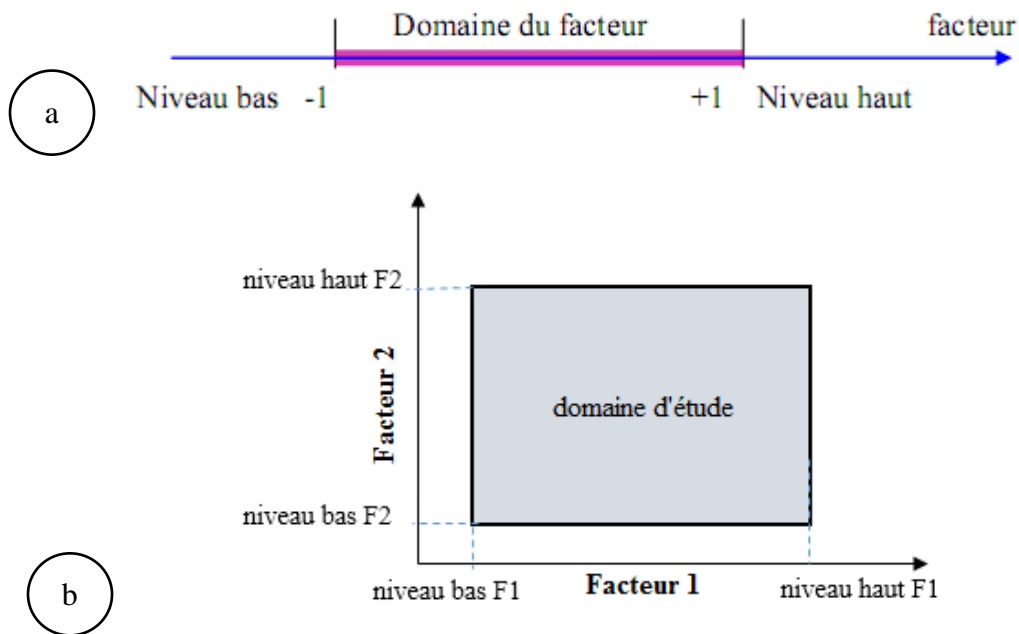 Domaine du facteur facteur
Niveau bas -1 +1 Niveau haut
a
niveau haut F2
Facteur 2
domaine d'étude
niveau bas F2
niveau bas F1 Facteur 1 niveau haut F1
b